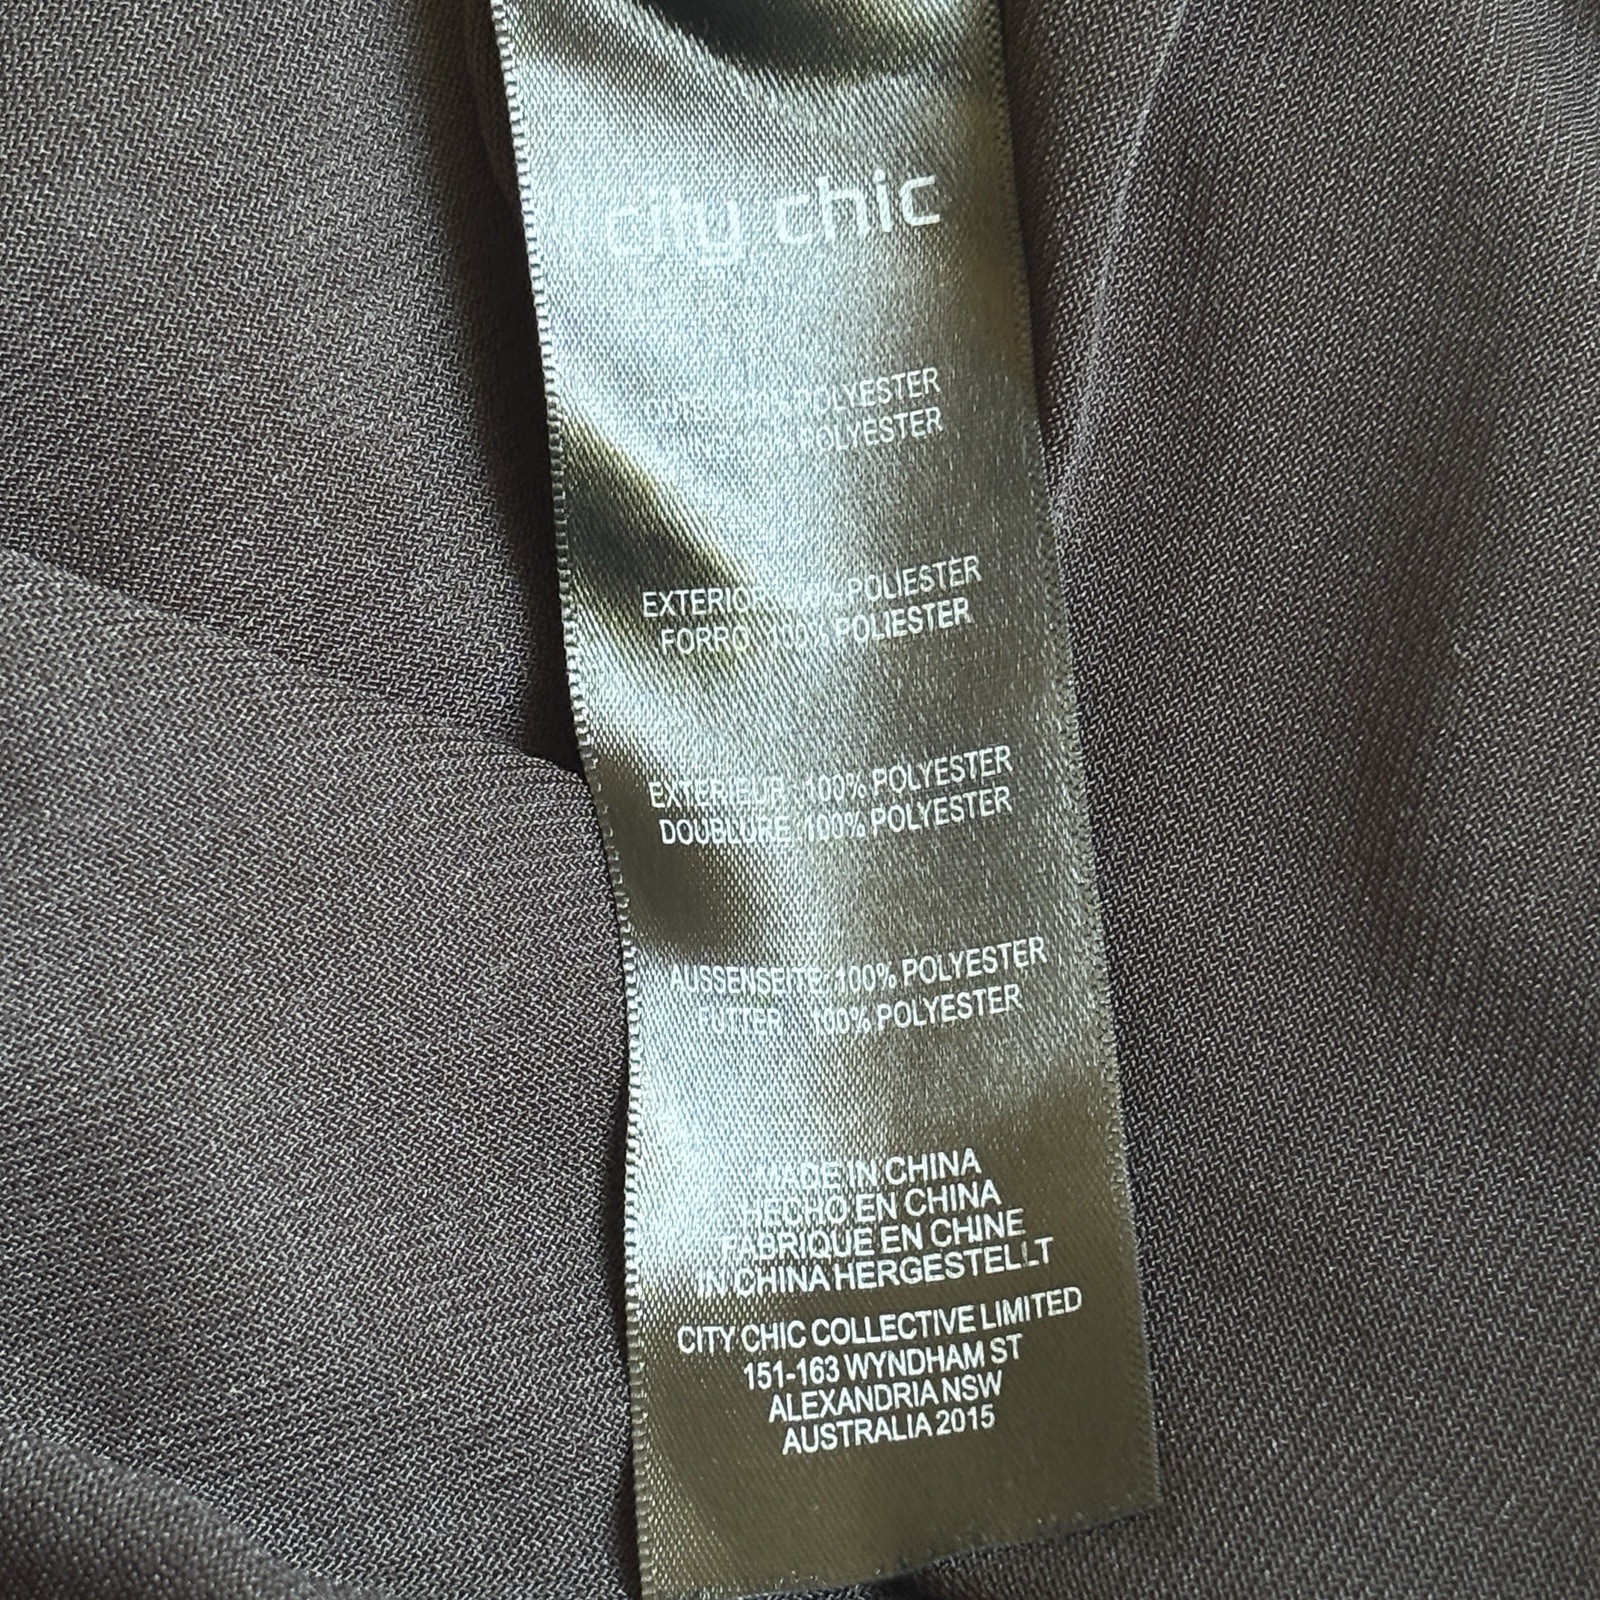 city chic
POLYESTER
POLYESTER
EXTERIOR: 100% POLIESTER
FORRO: 100% POLIESTER
EXTERIEUR: 100% POLYESTER
DOUBLURE: 100% POLYESTER
AUSSENSEITE: 100% POLYESTER
FUTTER: 100% POLYESTER
MADE IN CHINA
HECHO EN CHINA
FABRIQUE EN CHINE
IN CHINA HERGESTELLT
CITY CHIC COLLECTIVE LIMITED
151-163 WYNDHAM ST
ALEXANDRIA NSW
AUSTRALIA 2015